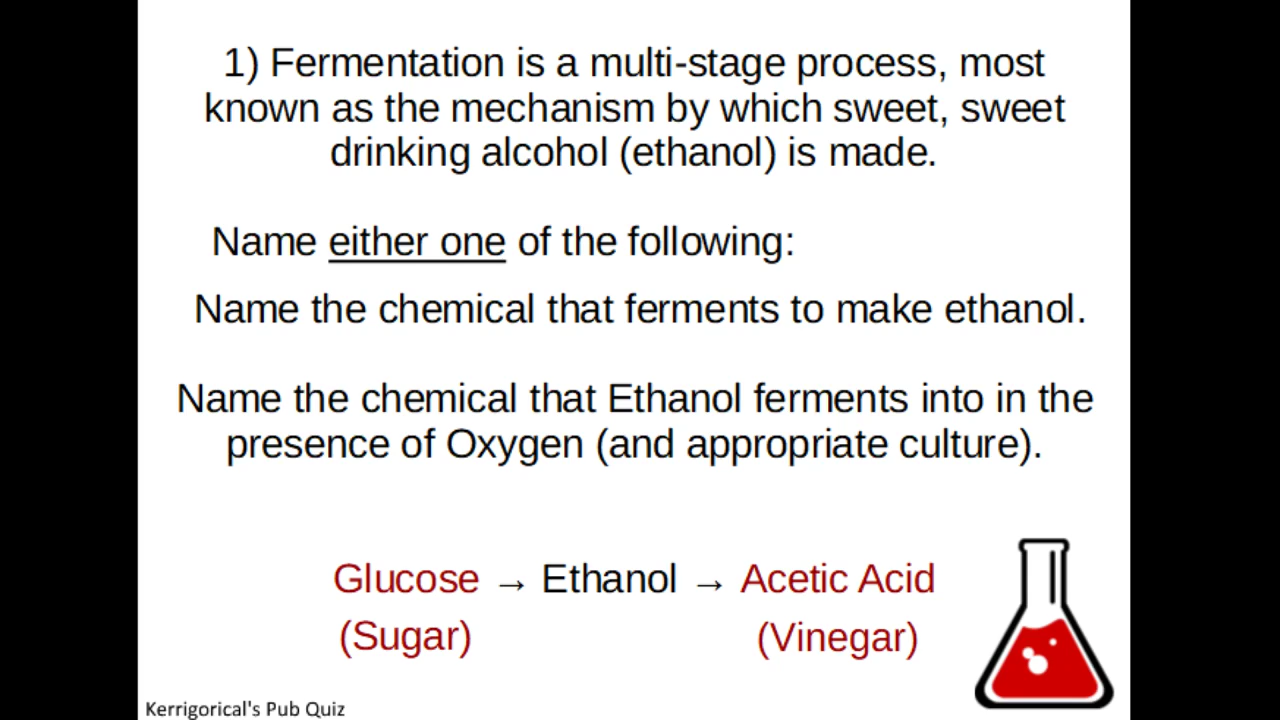 1) Fermentation is a multi-stage process, most
known as the mechanism by which sweet, sweet
drinking alcohol (ethanol) is made.
Name either one of the following:
Name the chemical that ferments to make ethanol.
Name the chemical that Ethanol ferments into in the
presence of Oxygen (and appropriate culture).
Glucose → Ethanol → Acetic Acid
(Sugar) (Vinegar)
Kerrigorical's Pub Quiz